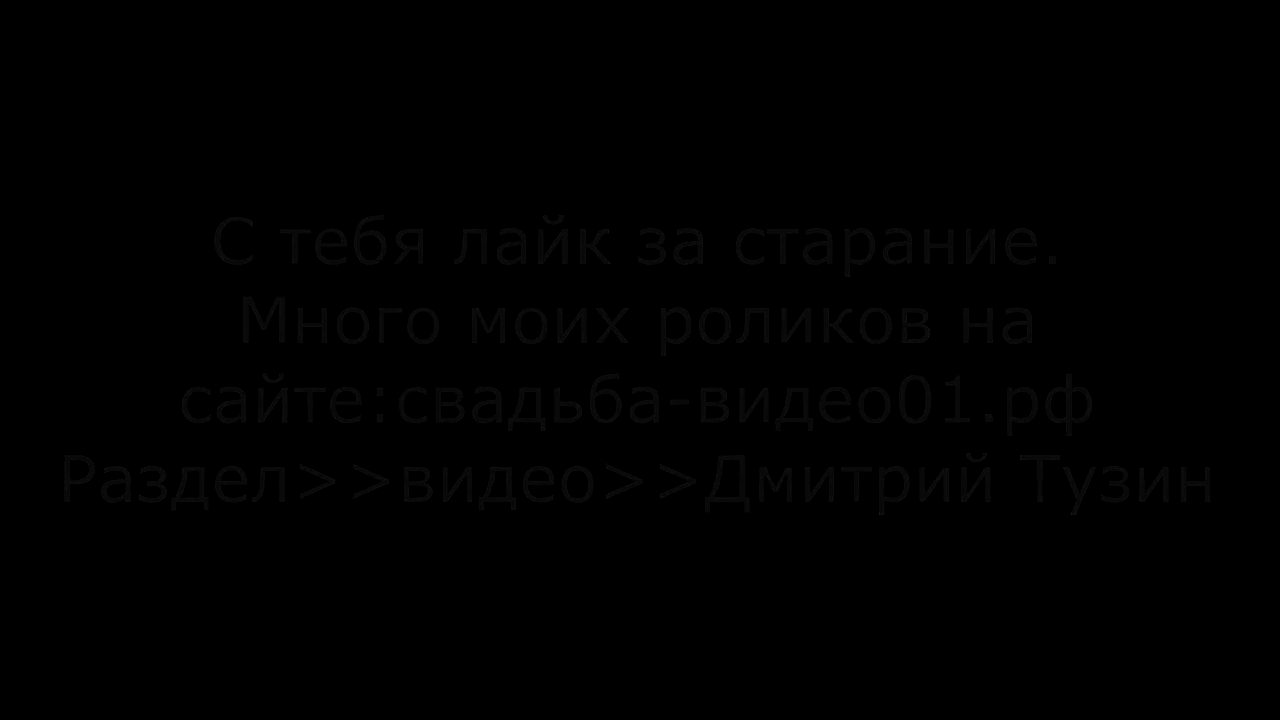 С тебя лайк за старание.
Много моих роликов на
сайте:свадьба-видео01.рф
Раздел>>видео>>Дмитрий Тузин